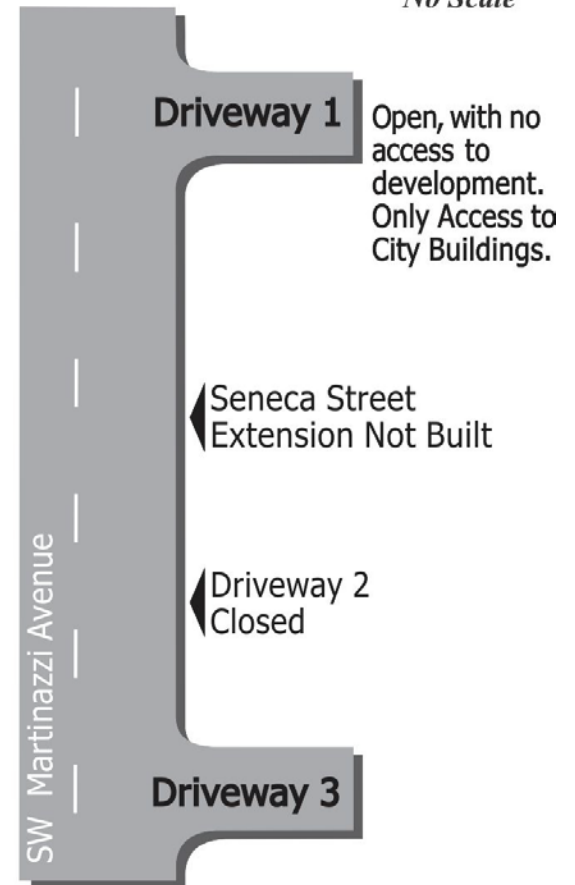 No Scale
Driveway 1
Open, with no
access to
development.
Only Access to
City Buildings.
Seneca Street
Extension Not Built
Driveway 2
Closed
SW Martinazzi Avenue
Driveway 3